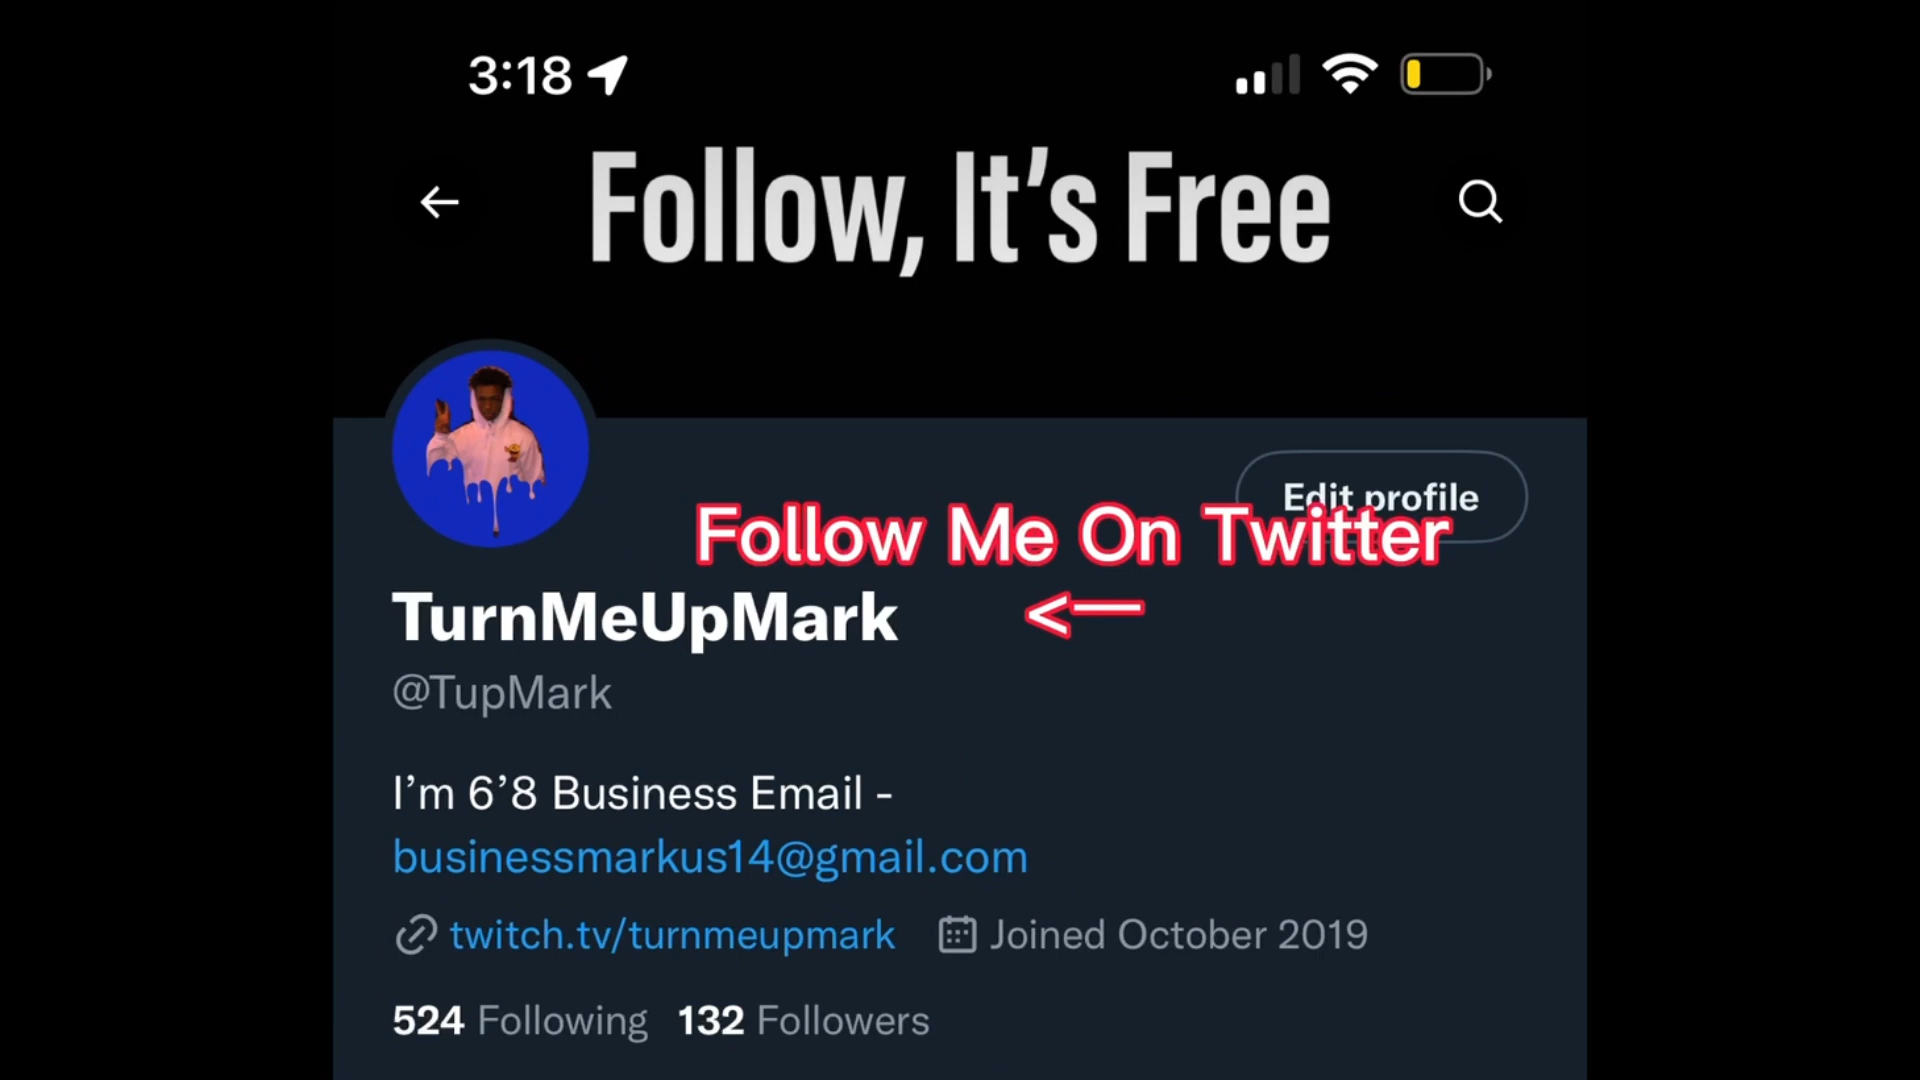 3:18
Follow, It's Free
Edit profile
Follow Me On Twitter
TurnMeUpMark
<—
@TupMark
I'm 6'8 Business Email -
businessmarkus14@gmail.com
twitch.tv/turnmeupmark Joined October 2019
524 Following 132 Followers